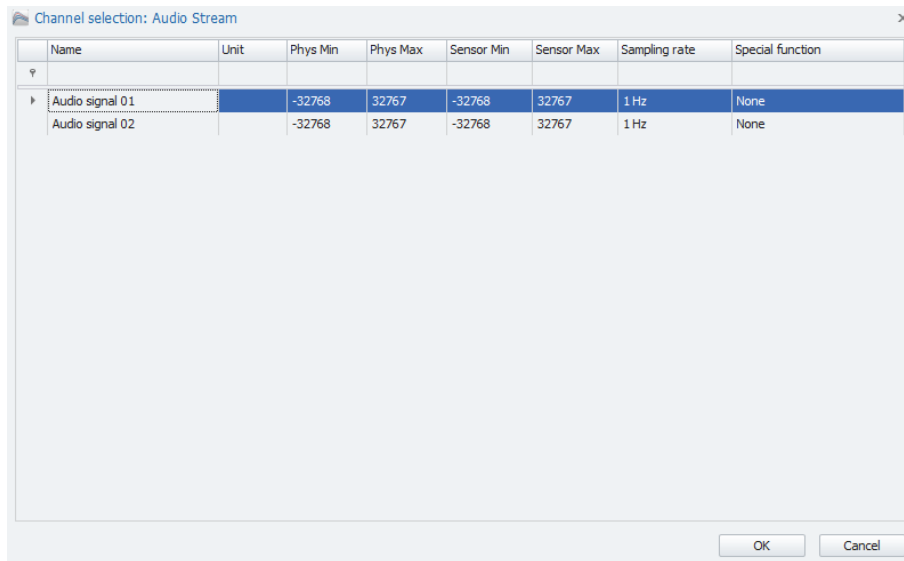 Channel selection: Audio Stream
Name Unit Phys Min Phys Max Sensor Min Sensor Max Sampling rate Special function
Audio signal 01 -32768 32767 -32768 32767 1 Hz None
Audio signal 02 -32768 32767 -32768 32767 1 Hz None
OK Cancel